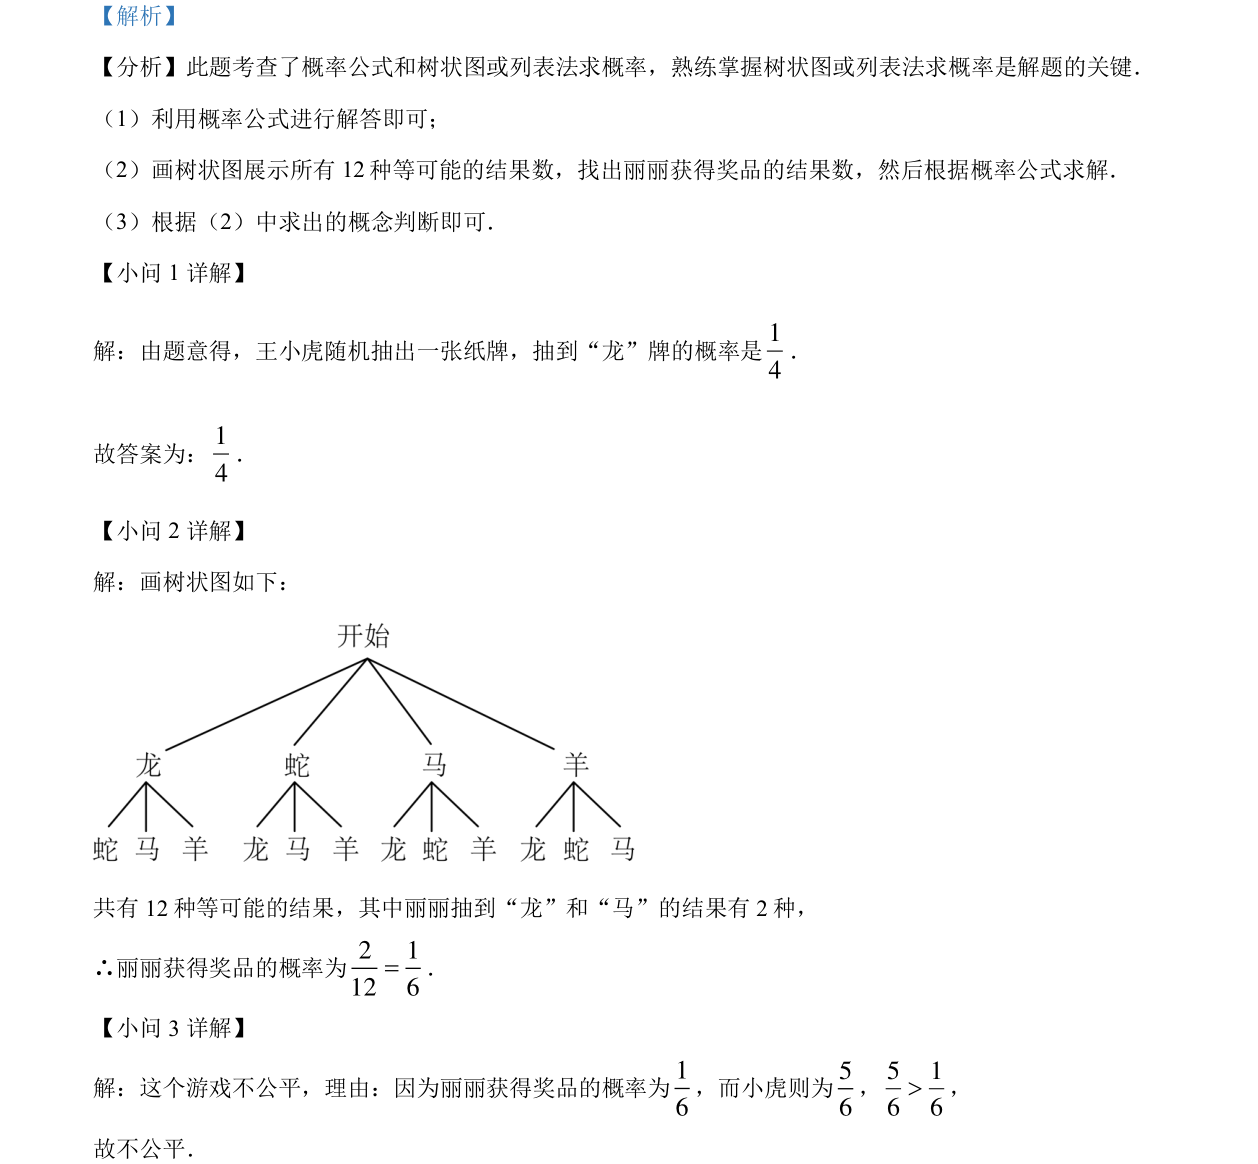 【解析】
【分析】此题考查了概率公式和树状图或列表法求概率，熟练掌握树状图或列表法求概率是解题的关键．
（1）利用概率公式进行解答即可；
（2）画树状图展示所有 12 种等可能的结果数，找出丽丽获得奖品的结果数，然后根据概率公式求解．
（3）根据（2）中求出的概念判断即可．
【小问 1 详解】
解：由题意得，王小虎随机抽出一张纸牌，抽到“龙”牌的概率是 1/4．
故答案为：1/4．
【小问 2 详解】
解：画树状图如下：
开始
龙 蛇 马 羊
蛇 马 羊 龙 马 羊 龙 蛇 羊 龙 蛇 马
共有 12 种等可能的结果，其中丽丽抽到“龙”和“马”的结果有 2 种，
∴丽丽获得奖品的概率为 2/12 = 1/6．
【小问 3 详解】
解：这个游戏不公平，理由：因为丽丽获得奖品的概率为 1/6，而小虎则为 5/6，5/6 > 1/6，
故不公平．